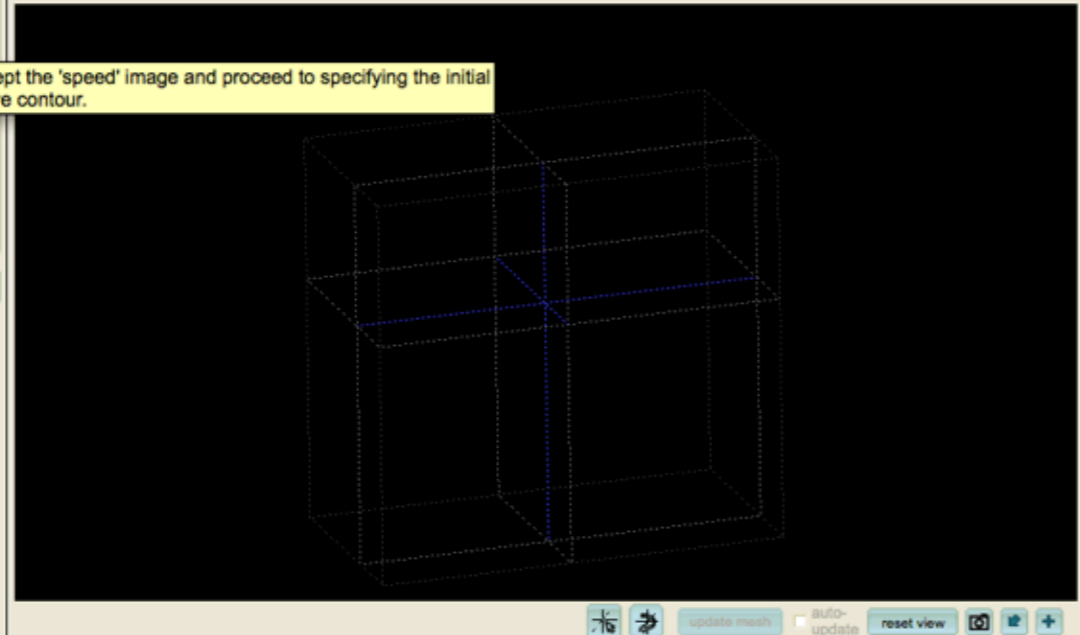 ept the 'speed' image and proceed to specifying the initial
e contour.
update mesh
auto-
update
reset view